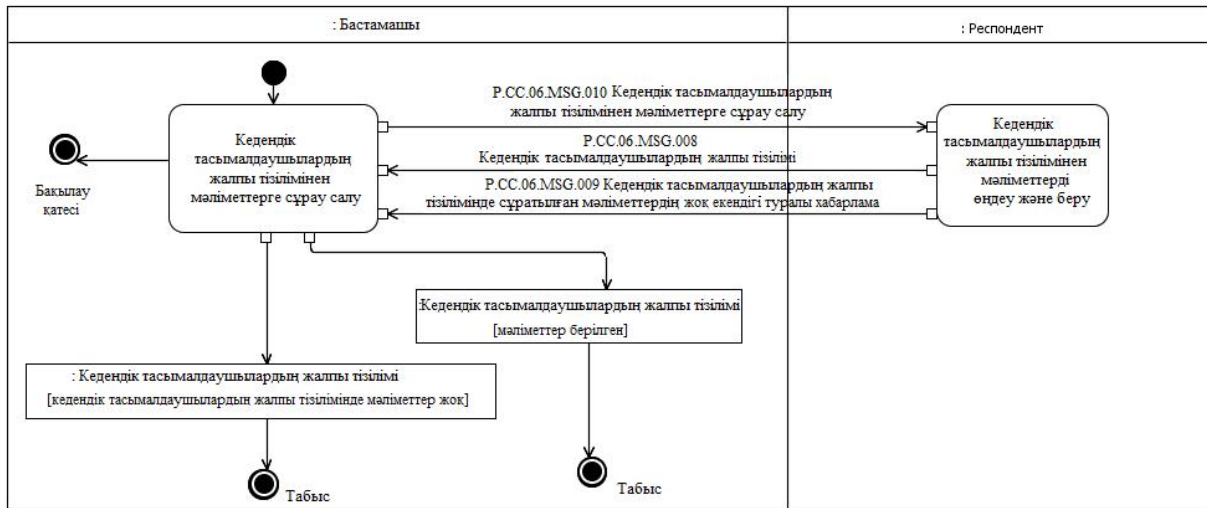 : Бастамашы
: Респондент
P.CC.06.MSG.010 Кедендік тасымалдаушылардың
жалпы тізілімінен мәліметтерге сұрау салу
Кедендік
тасымалдаушылардың
жалпы тізілімінен
мәліметтерге сұрау салу
P.CC.06.MSG.008
Кедендік тасымалдаушылардың жалпы тізілімі
P.CC.06.MSG.009 Кедендік тасымалдаушылардың жалпы
тізілімінде сұратылған мәліметтердің жоқ екендігі туралы хабарлама
Кедендік
тасымалдаушылардың
жалпы тізілімінен
мәліметтерді
өңдеу және беру
Бақылау
қатесі
:Кедендік тасымалдаушылардың жалпы тізілімі
[мәліметтер берілген]
: Кедендік тасымалдаушылардың жалпы тізілімі
[кедендік тасымалдаушылардың жалпы тізілімінде мәліметтер жоқ]
Табыс
Табыс